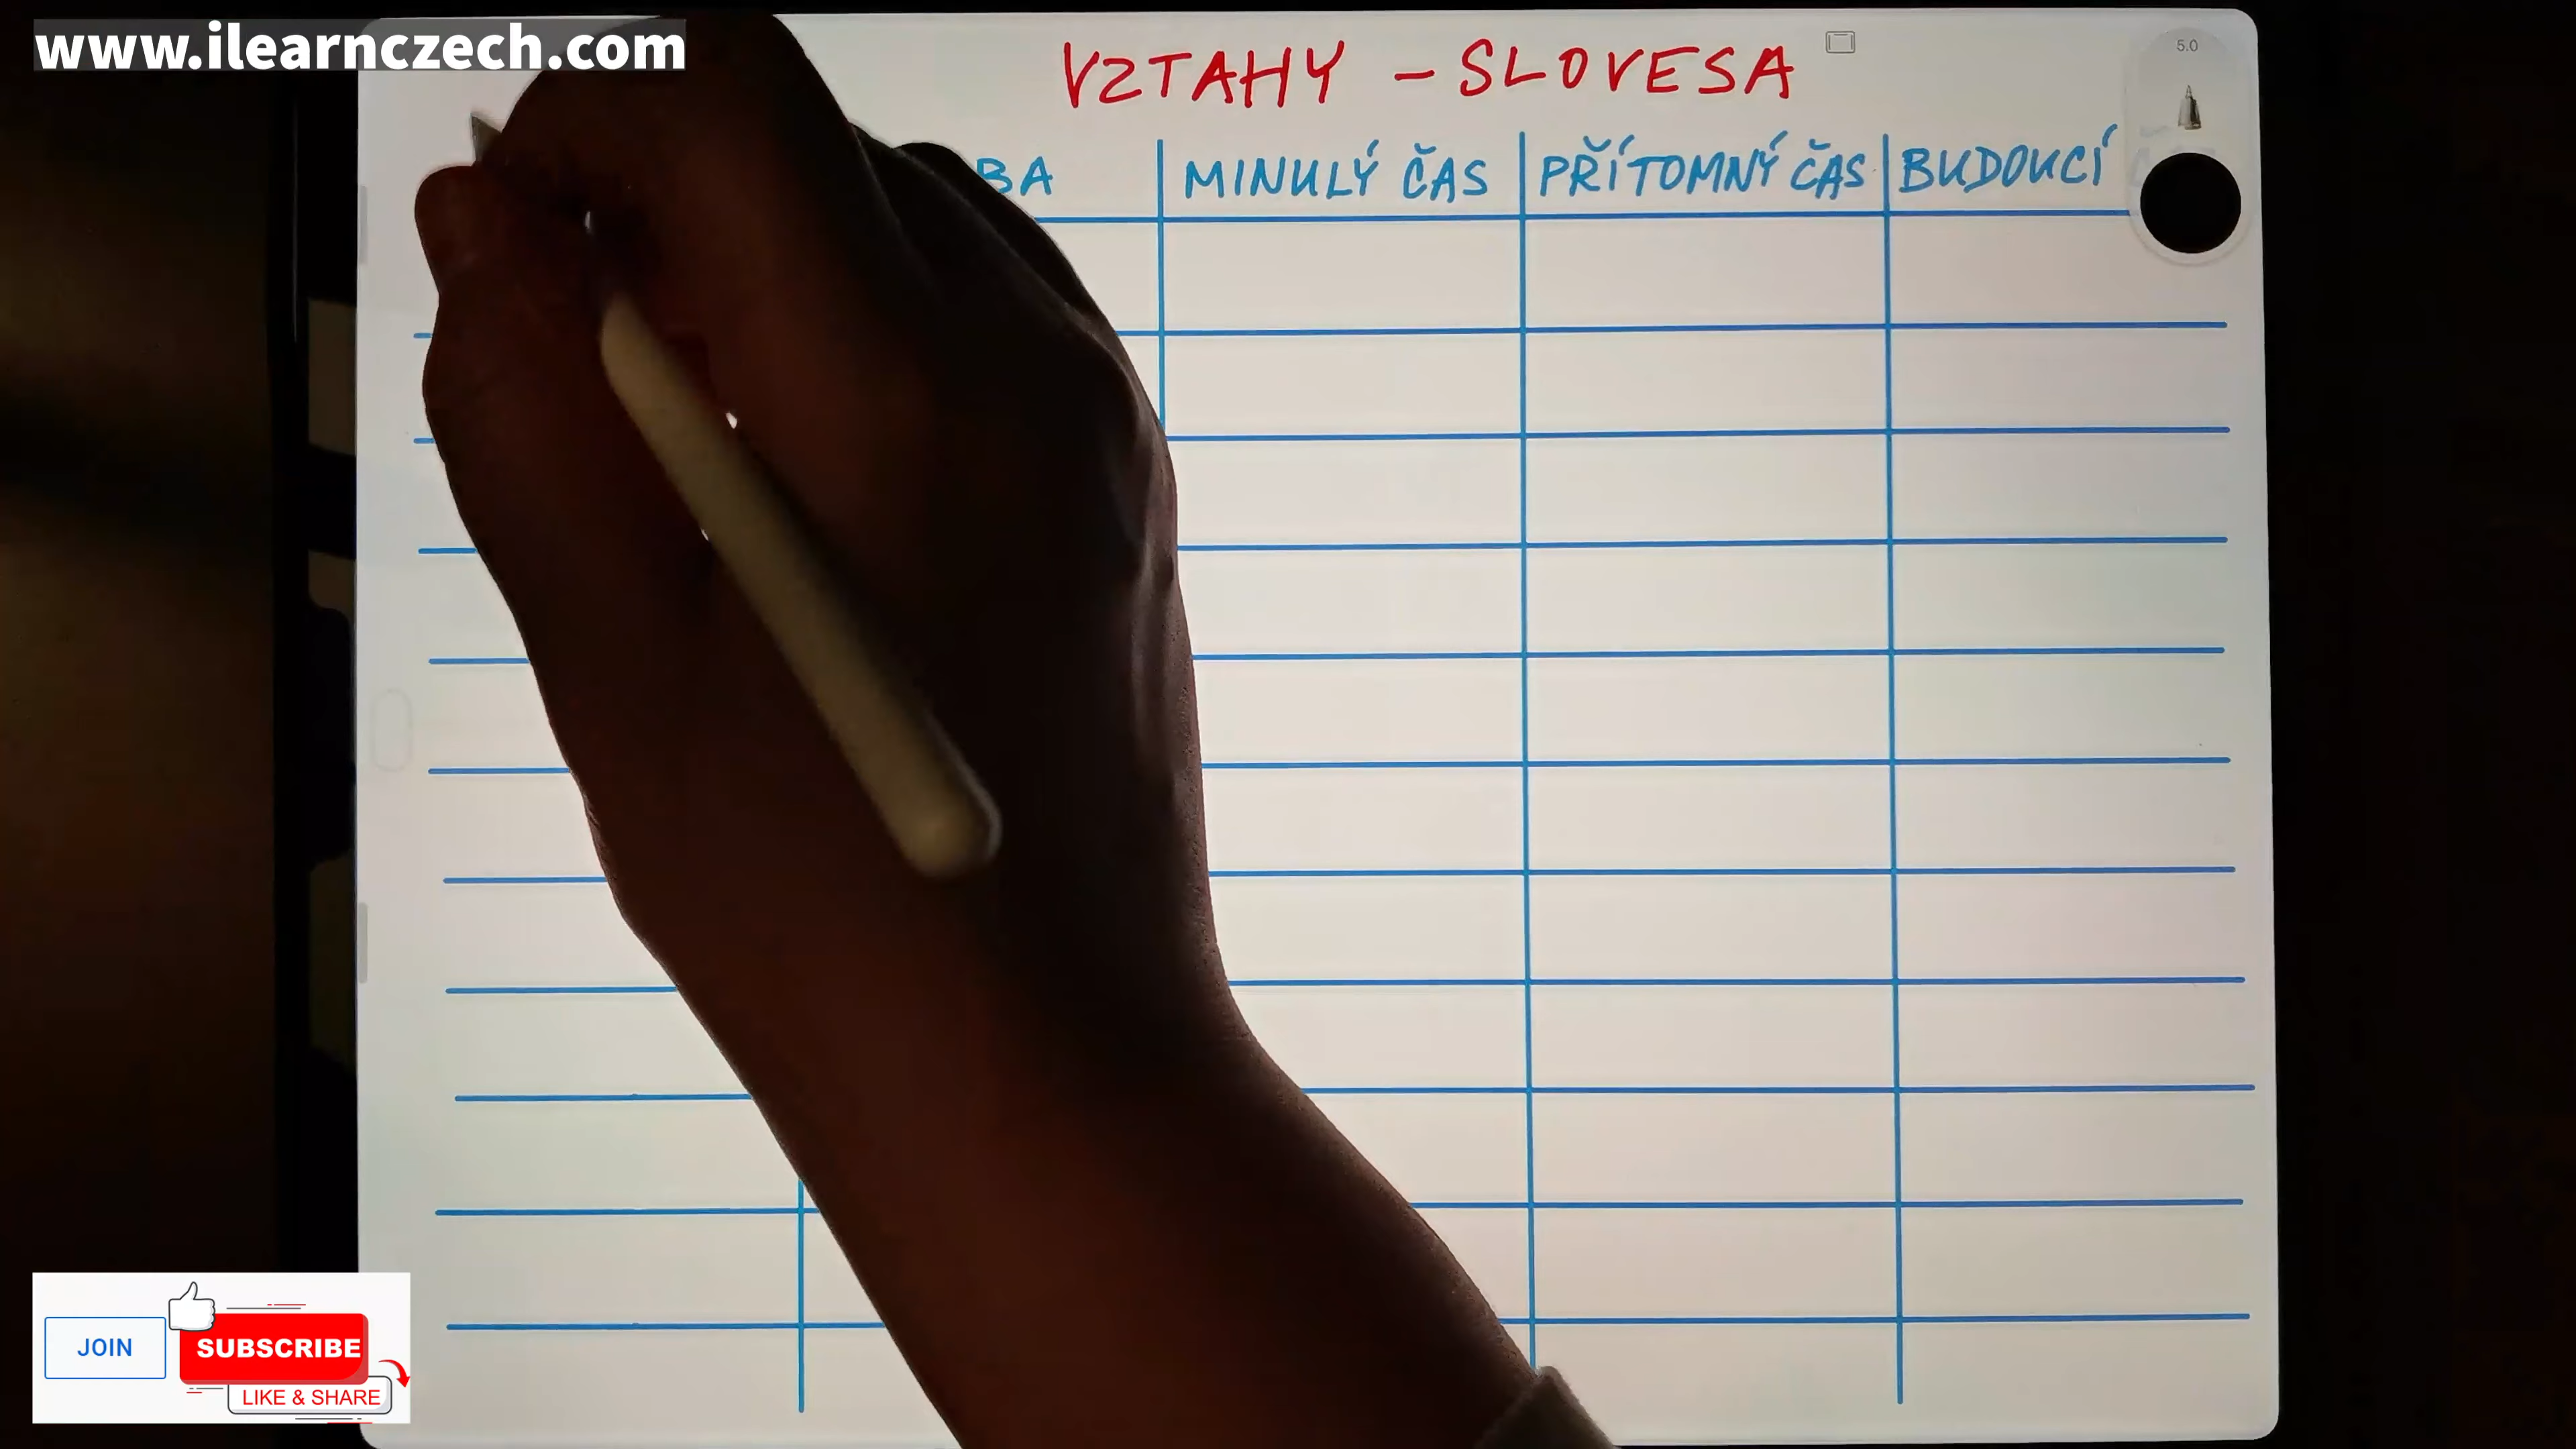 www.ilearnczech.com
VZTAHY - SLOVESA
5.0
BA
MINULÝ ČAS
PŘÍTOMNÝ ČAS
BUDOUCÍ
JOIN
SUBSCRIBE
LIKE & SHARE